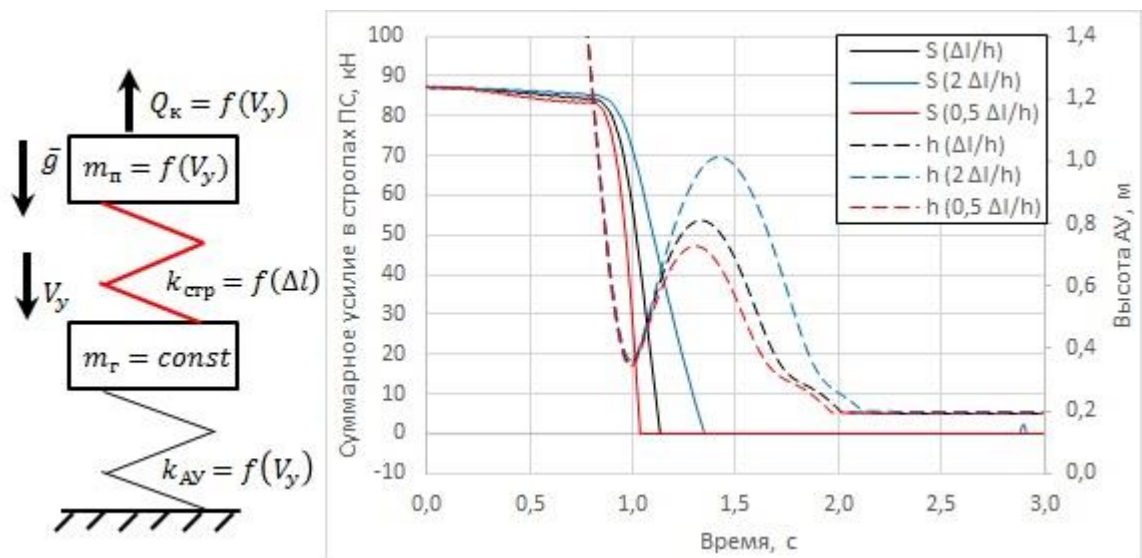 Q_к = f(V_y)
g̅
m_п = f(V_y)
k_стр = f(Δl)
V_y
m_г = const
k_АУ = f(V_y)
Суммарное усилие в стропах ПС, кН
100
90
80
70
60
50
40
30
20
10
0
-10
0,0
0,5
1,0
1,5
2,0
2,5
3,0
Время, с
S (Δl/h)
S (2 Δl/h)
S (0,5 Δl/h)
h (Δl/h)
h (2 Δl/h)
h (0,5 Δl/h)
1,4
1,2
1,0
0,8
0,6
0,4
0,2
0,0
Высота АУ, м